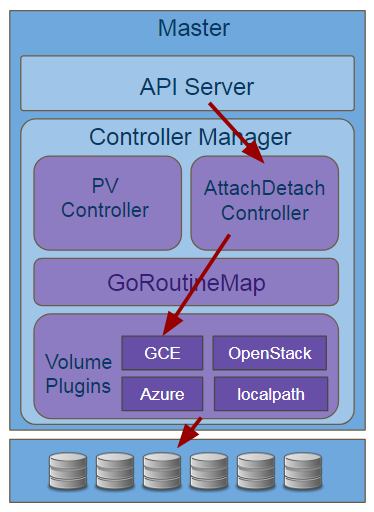 Master
API Server
Controller Manager
PV
Controller
AttachDetach
Controller
GoRoutineMap
Volume
Plugins
GCE
OpenStack
Azure
localpath